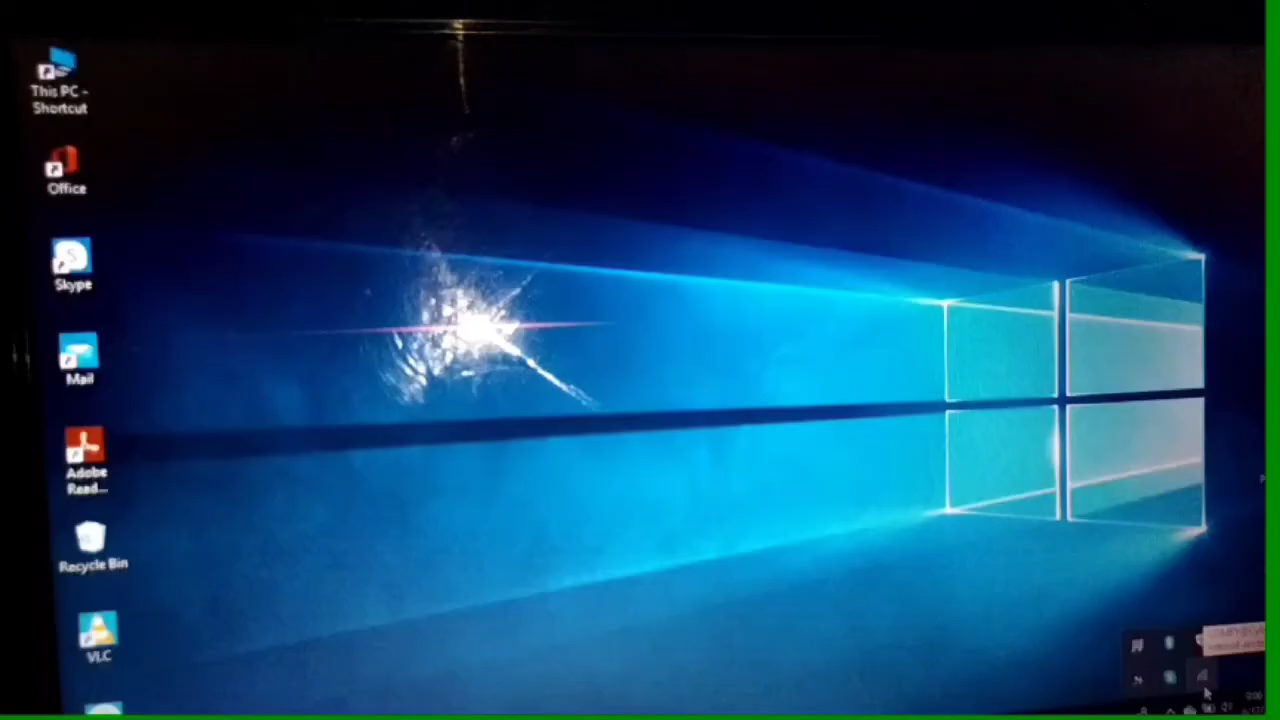 This PC -
Shortcut
Office
Skype
Mail
Adobe
Read...
Recycle Bin
VLC